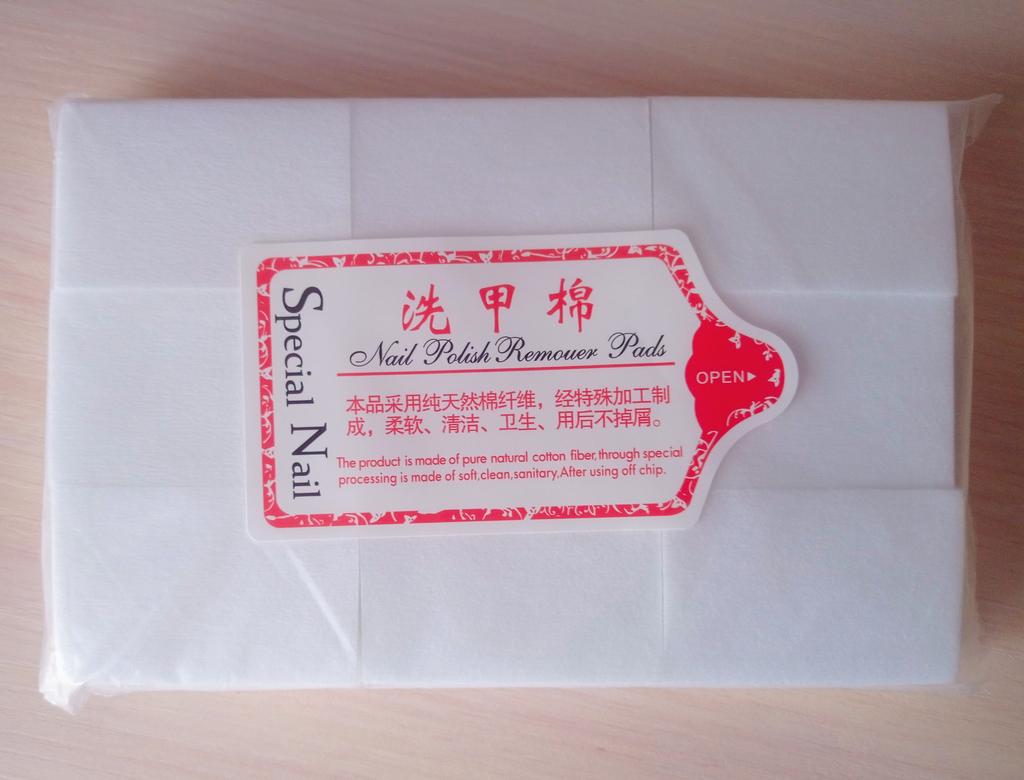 Special Nail
洗甲棉
Nail Polish Remouer Pads
本品采用纯天然棉纤维，经特殊加工制
成，柔软、清洁、卫生、用后不掉屑。
The product is made of pure natural cotton fiber,through special
processing is made of soft,clean,sanitary,After using off chip.
OPEN▶